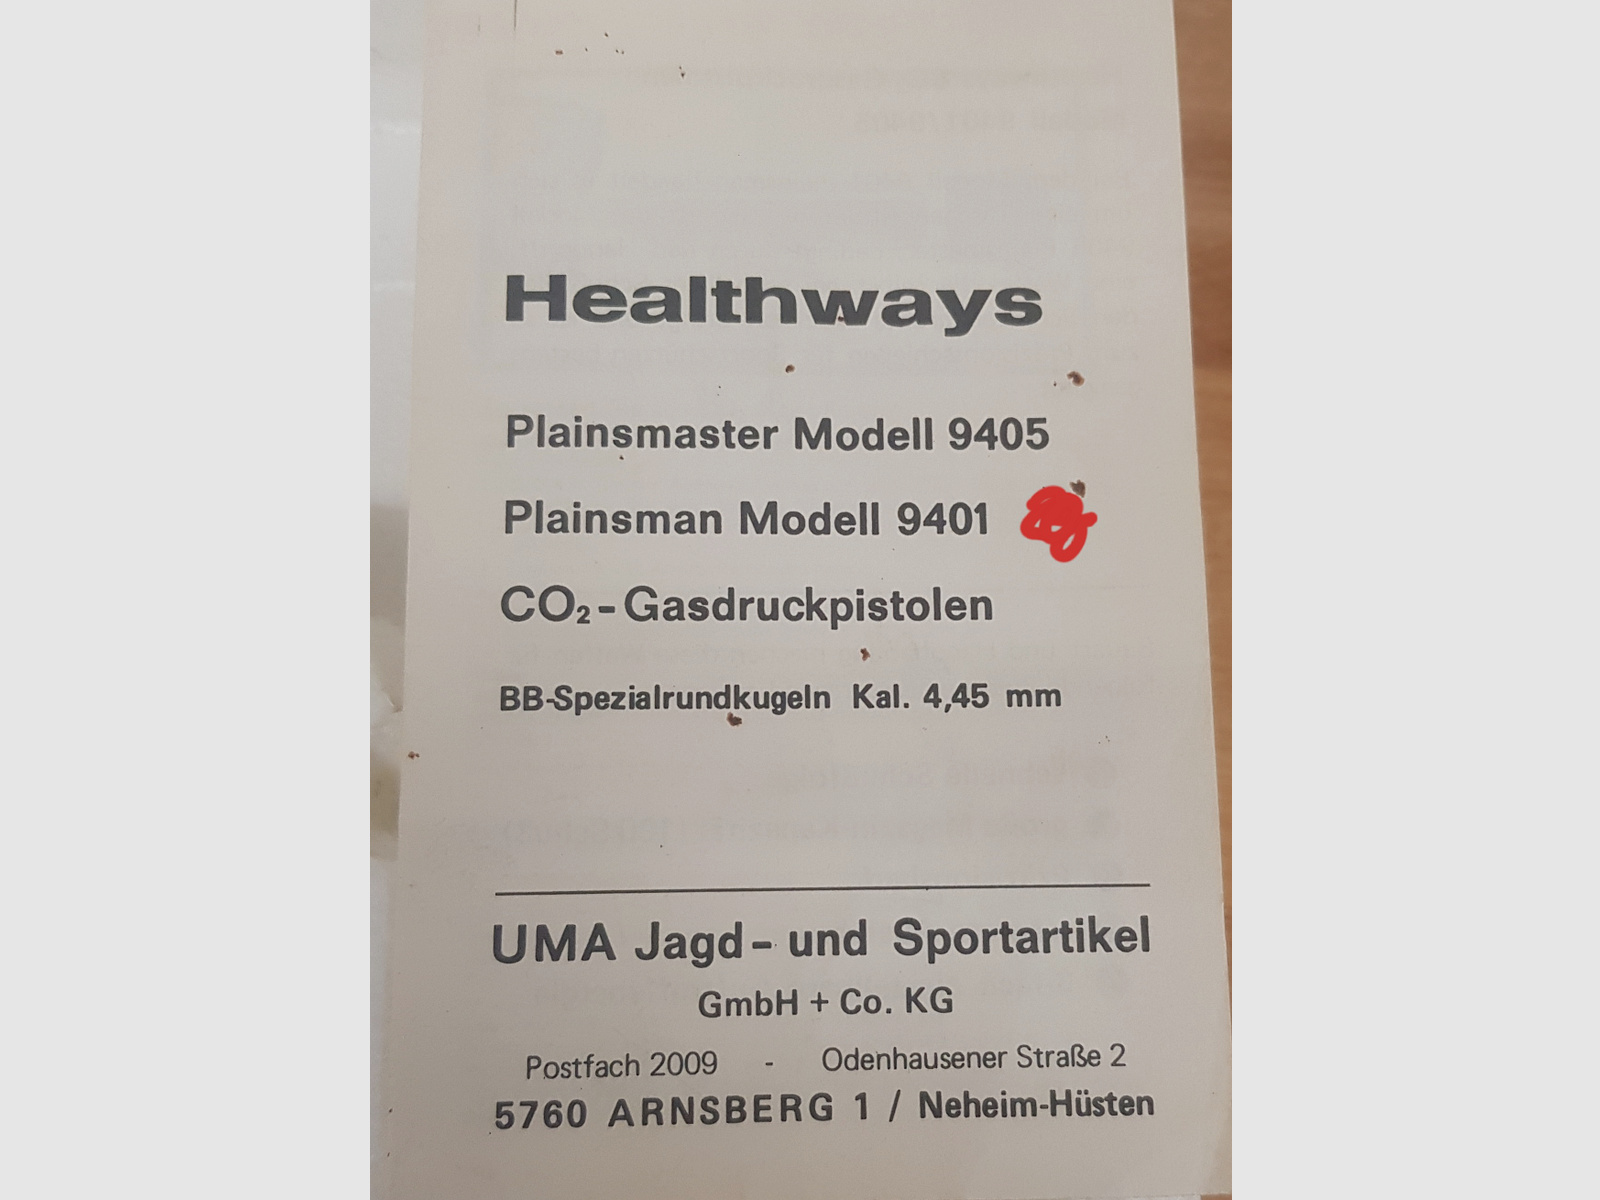 Healthways
Plainsmaster Modell 9405
Plainsman Modell 9401
CO₂-Gasdruckpistolen
BB-Spezialrundkugeln Kal. 4,45 mm
UMA Jagd- und Sportartikel
GmbH + Co. KG
Postfach 2009 - Odenhausener Straße 2
5760 ARNSBERG 1 / Neheim-Hüsten